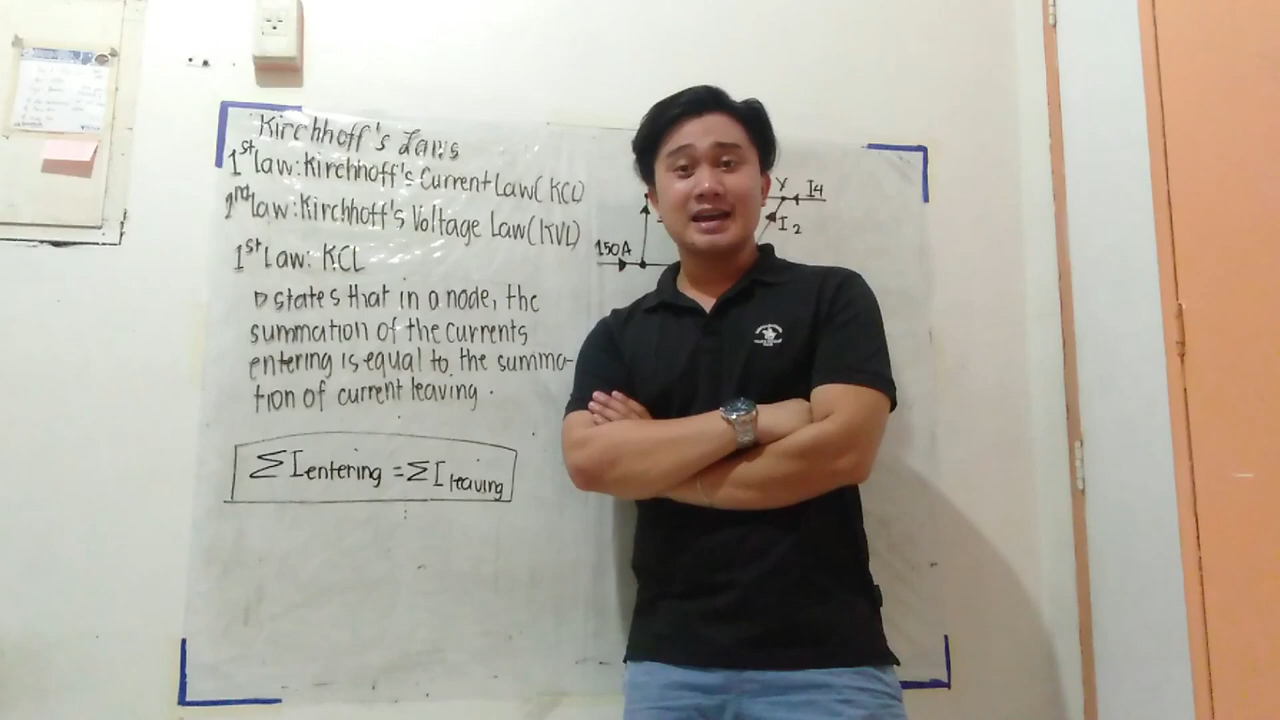 Kirchhoff's Laws
1st law: Kirchhoff's Current Law (KCL)
2nd law: Kirchhoff's Voltage Law (KVL)
1st Law: KCL
states that in a node, the
summation of the currents
entering is equal to the summa-
tion of current leaving.
Σ I entering = Σ I leaving
150A
Y
I4
I2